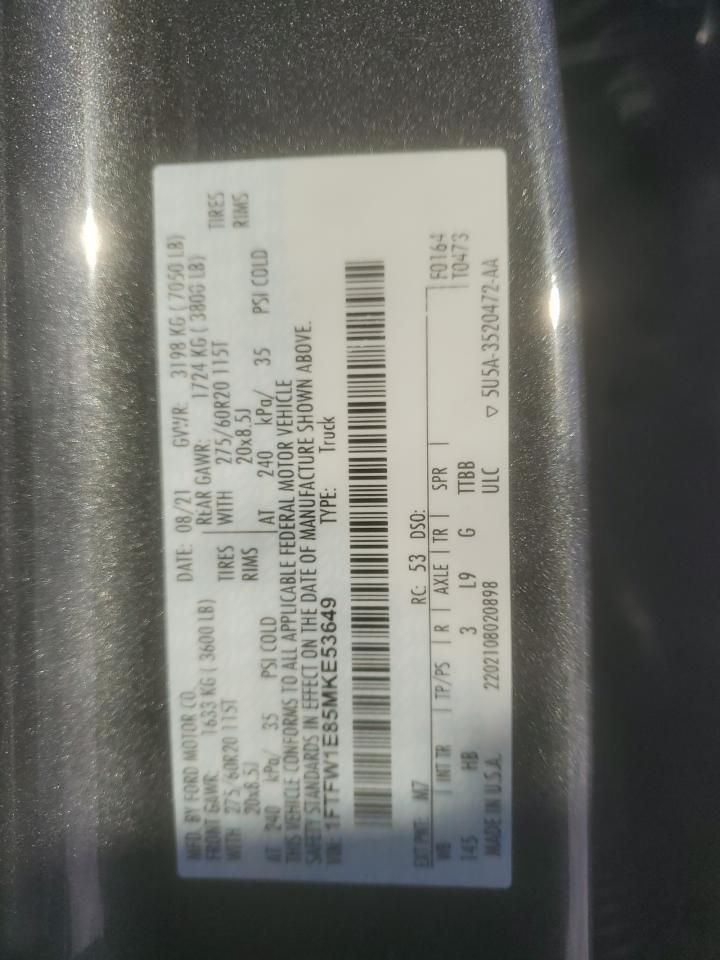 MFD. BY FORD MOTOR CO. DATE: 08/21 GVWR: 3198 KG ( 7050 LB)
FRONT GAWR: 1633 KG ( 3600 LB) REAR GAWR: 1724 KG ( 3800 LB)
WITH 275/60R20 115T TIRES WITH 275/60R20 115T TIRES
20x8.5J RIMS 20x8.5J RIMS
AT 240 kPa/ 35 PSI COLD AT 240 kPa/ 35 PSI COLD
THIS VEHICLE CONFORMS TO ALL APPLICABLE FEDERAL MOTOR VEHICLE
SAFETY STANDARDS IN EFFECT ON THE DATE OF MANUFACTURE SHOWN ABOVE.
VIN: 1FTFW1E85MKE53649 TYPE: Truck
EXT PNT: M7 RC: 53 DSO: F0164
WB INT TR TP/PS R AXLE TR SPR T0473
145 HB 3 L9 G TTBB
MADE IN U.S.A. 2202108020898 ULC ▽ 5U5A-3520472-AA